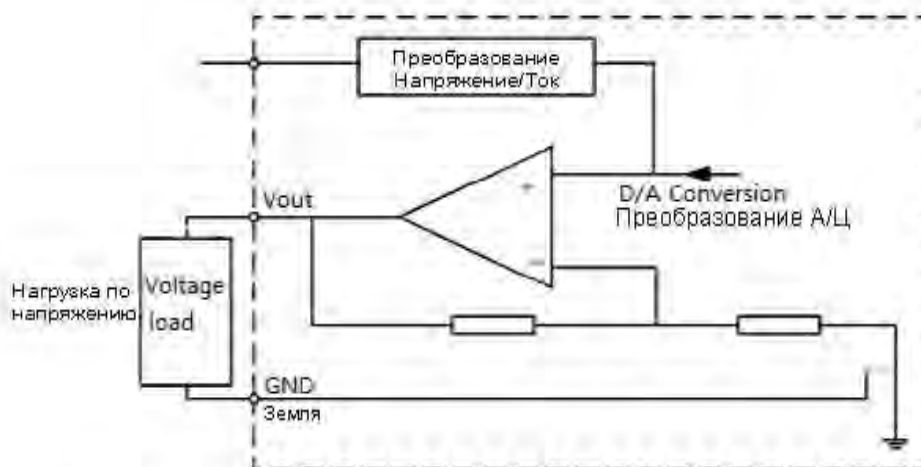 Преобразование
Напряжение/Ток
+
D/A Conversion
Преобразование А/Ц
Vout
−
Нагрузка по
напряжению
Voltage
load
GND
Земля